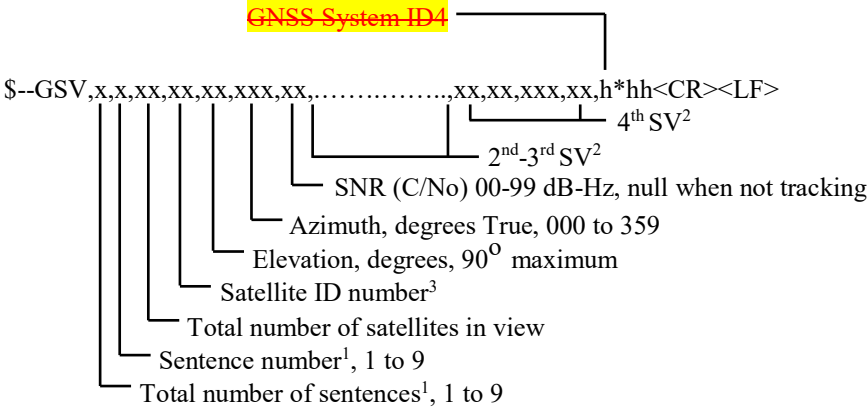 GNSS System ID4
$--GSV,x,x,xx,xx,xx,xxx,xx,……..……..,xx,xx,xxx,xx,h*hh<CR><LF>
4th SV2
2nd-3rd SV2
SNR (C/No) 00-99 dB-Hz, null when not tracking
Azimuth, degrees True, 000 to 359
Elevation, degrees, 90O maximum
Satellite ID number3
Total number of satellites in view
Sentence number1, 1 to 9
Total number of sentences1, 1 to 9